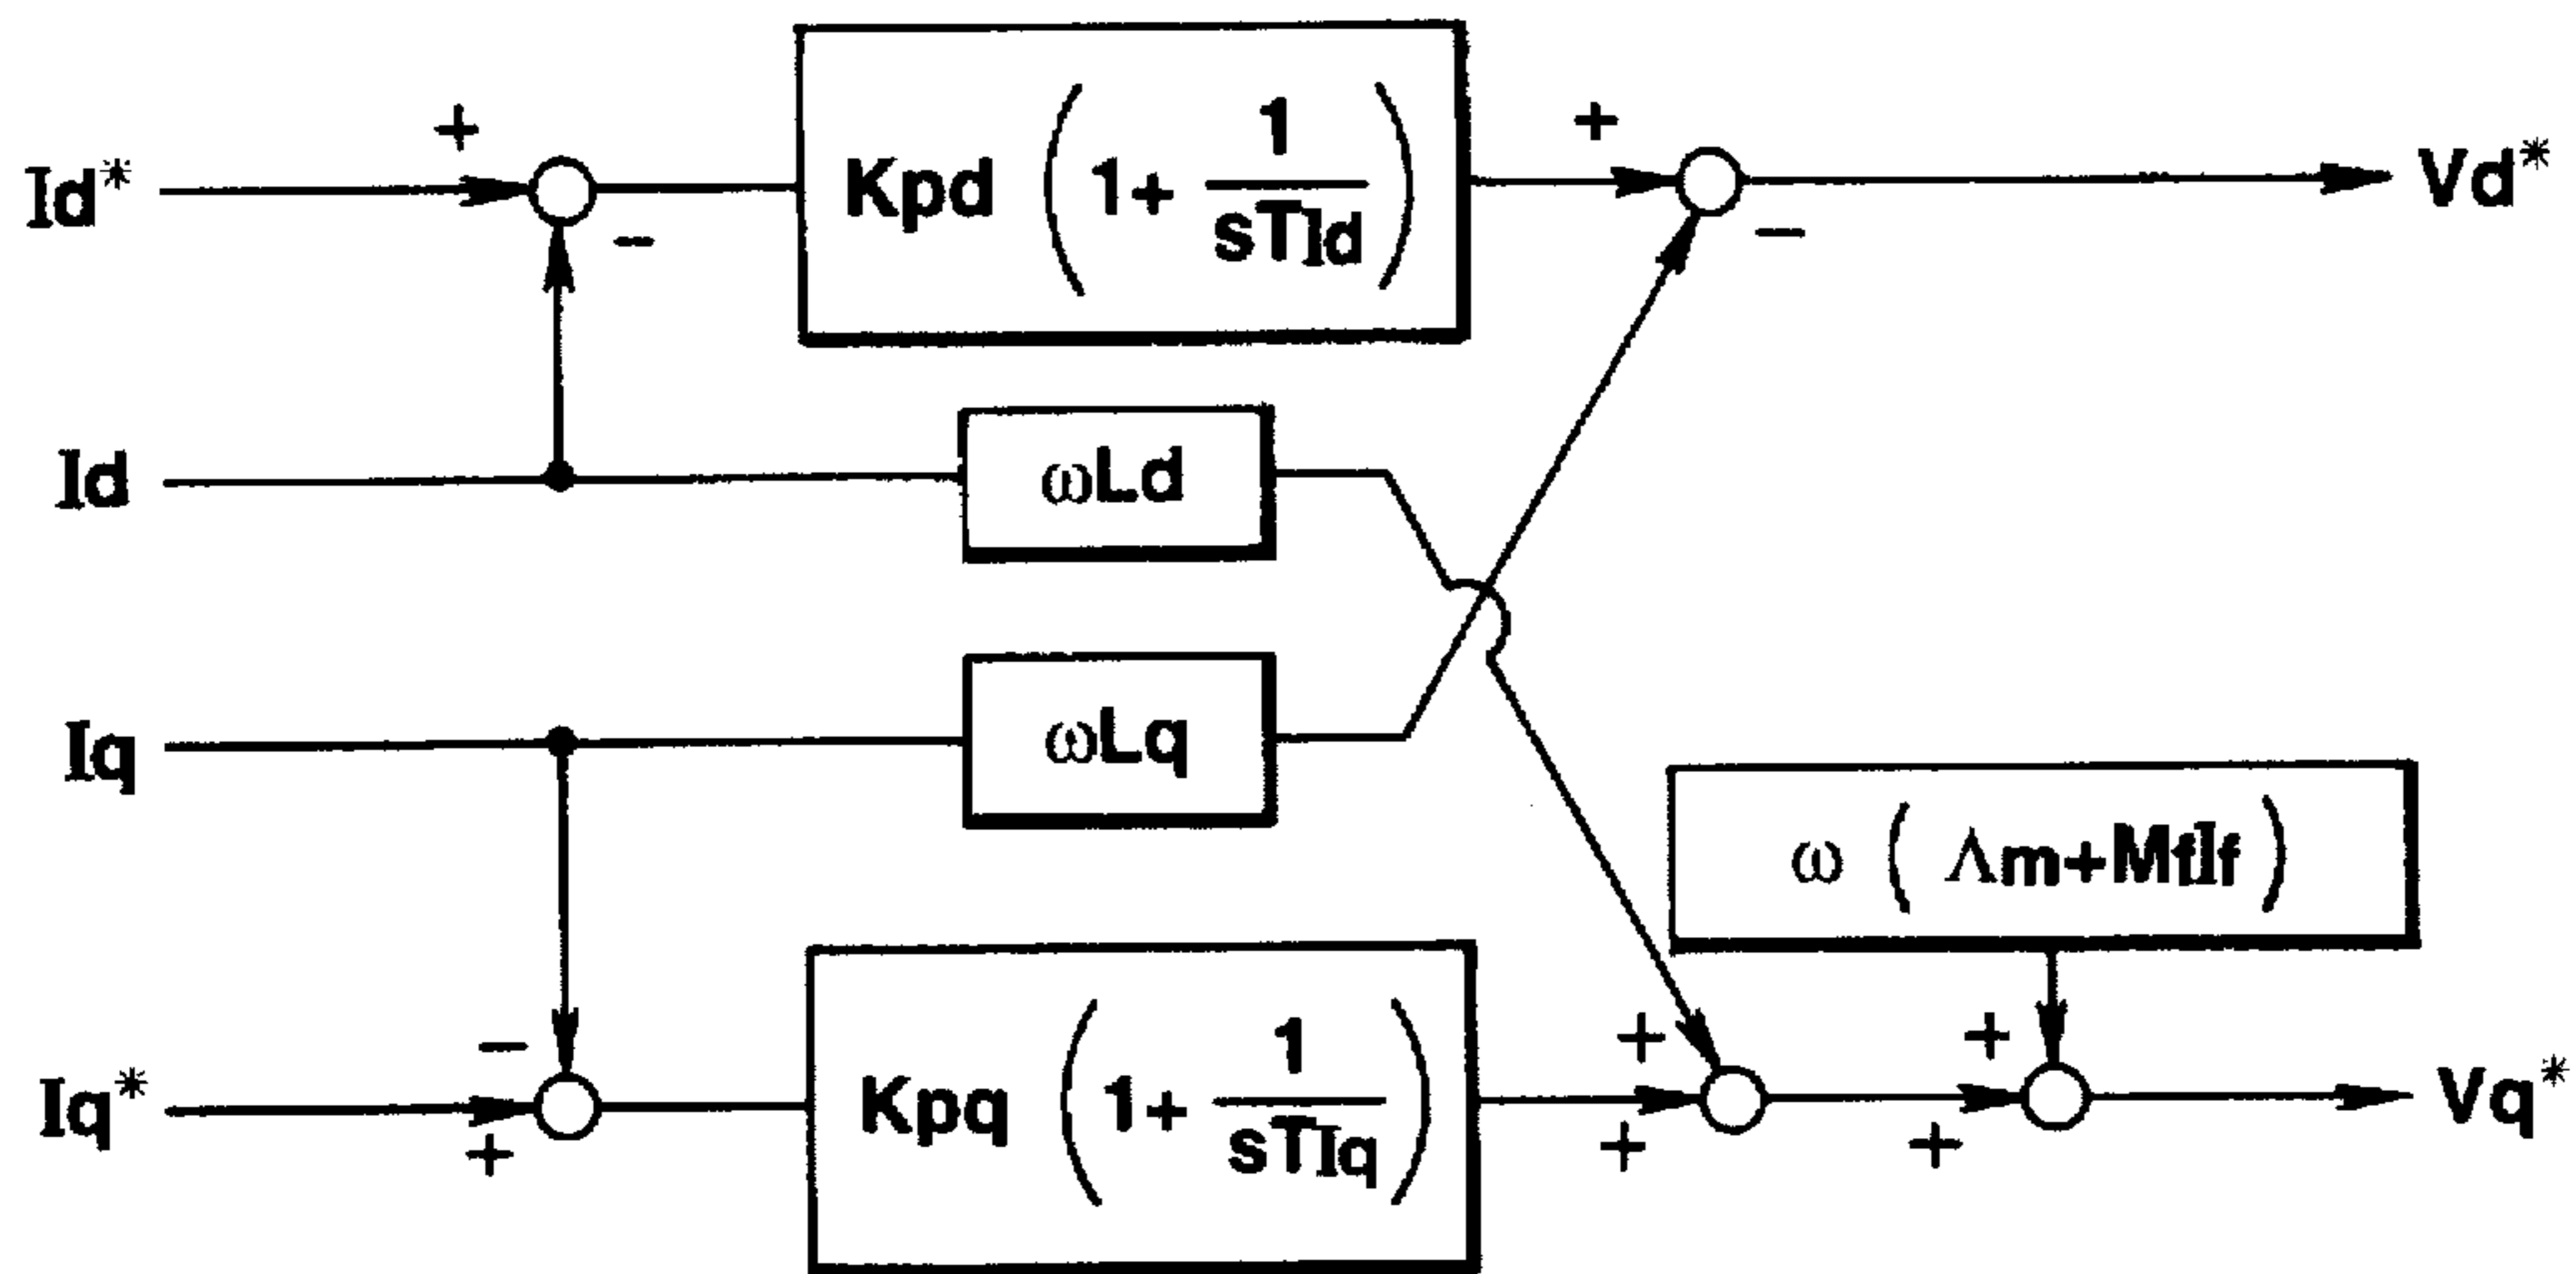 Id* + − Kpd (1+ 1/sTId) + − Vd*
Id ωLd
Iq ωLq
ω ( Λm+MfIf )
Iq* − + Kpq (1+ 1/sTIq) + + + + Vq*